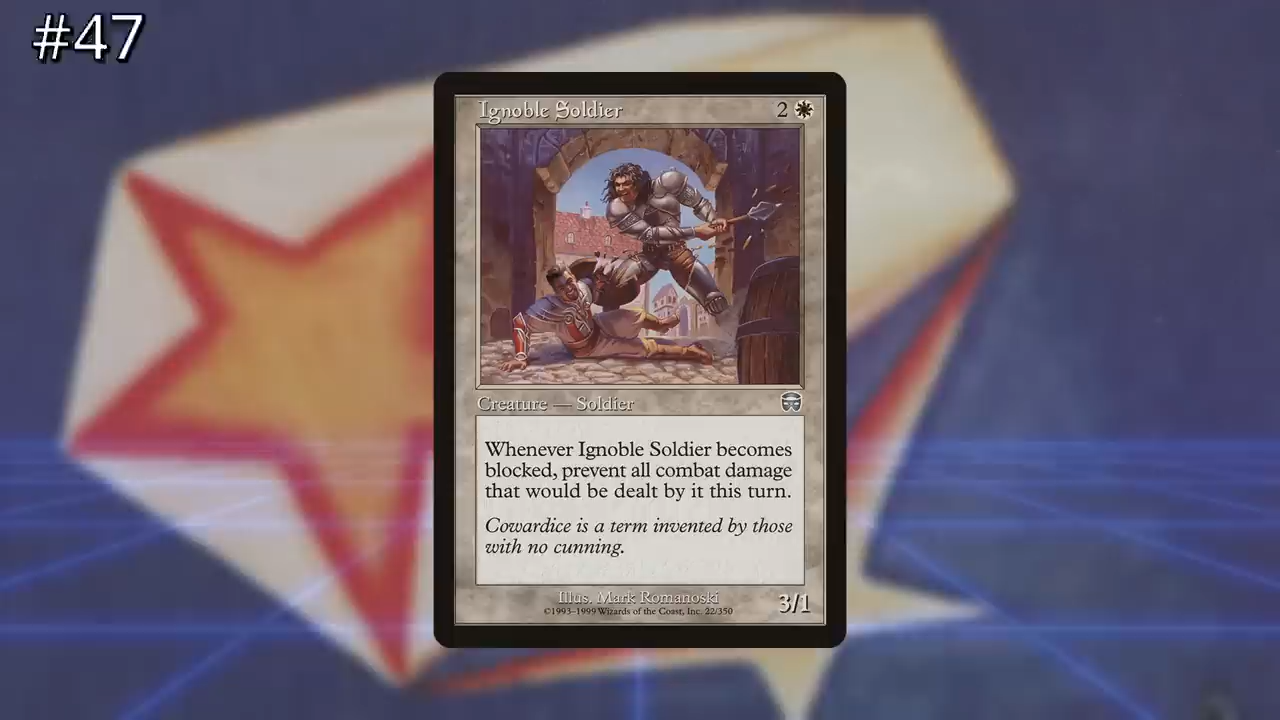 #47
Ignoble Soldier 2
Creature — Soldier
Whenever Ignoble Soldier becomes
blocked, prevent all combat damage
that would be dealt by it this turn.
Cowardice is a term invented by those
with no cunning.
Illus. Mark Romanoski
©1993-1999 Wizards of the Coast, Inc. 22/350
3/1